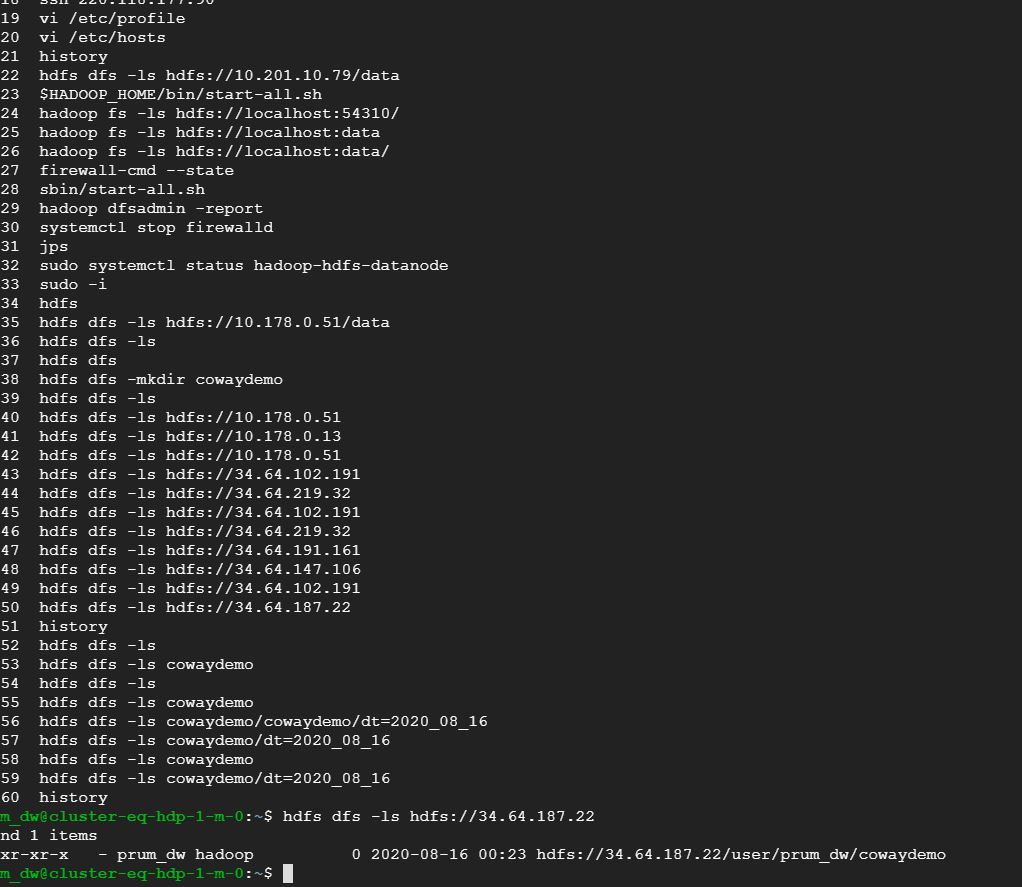 18 ssh 220.118.177.90
19 vi /etc/profile
20 vi /etc/hosts
21 history
22 hdfs dfs -ls hdfs://10.201.10.79/data
23 $HADOOP_HOME/bin/start-all.sh
24 hadoop fs -ls hdfs://localhost:54310/
25 hadoop fs -ls hdfs://localhost:data
26 hadoop fs -ls hdfs://localhost:data/
27 firewall-cmd --state
28 sbin/start-all.sh
29 hadoop dfsadmin -report
30 systemctl stop firewalld
31 jps
32 sudo systemctl status hadoop-hdfs-datanode
33 sudo -i
34 hdfs
35 hdfs dfs -ls hdfs://10.178.0.51/data
36 hdfs dfs -ls
37 hdfs dfs
38 hdfs dfs -mkdir cowaydemo
39 hdfs dfs -ls
40 hdfs dfs -ls hdfs://10.178.0.51
41 hdfs dfs -ls hdfs://10.178.0.13
42 hdfs dfs -ls hdfs://10.178.0.51
43 hdfs dfs -ls hdfs://34.64.102.191
44 hdfs dfs -ls hdfs://34.64.219.32
45 hdfs dfs -ls hdfs://34.64.102.191
46 hdfs dfs -ls hdfs://34.64.219.32
47 hdfs dfs -ls hdfs://34.64.191.161
48 hdfs dfs -ls hdfs://34.64.147.106
49 hdfs dfs -ls hdfs://34.64.102.191
50 hdfs dfs -ls hdfs://34.64.187.22
51 history
52 hdfs dfs -ls
53 hdfs dfs -ls cowaydemo
54 hdfs dfs -ls
55 hdfs dfs -ls cowaydemo
56 hdfs dfs -ls cowaydemo/cowaydemo/dt=2020_08_16
57 hdfs dfs -ls cowaydemo/dt=2020_08_16
58 hdfs dfs -ls cowaydemo
59 hdfs dfs -ls cowaydemo/dt=2020_08_16
60 history
m_dw@cluster-eq-hdp-1-m-0:~$ hdfs dfs -ls hdfs://34.64.187.22
nd 1 items
xr-xr-x - prum_dw hadoop 0 2020-08-16 00:23 hdfs://34.64.187.22/user/prum_dw/cowaydemo
m_dw@cluster-eq-hdp-1-m-0:~$